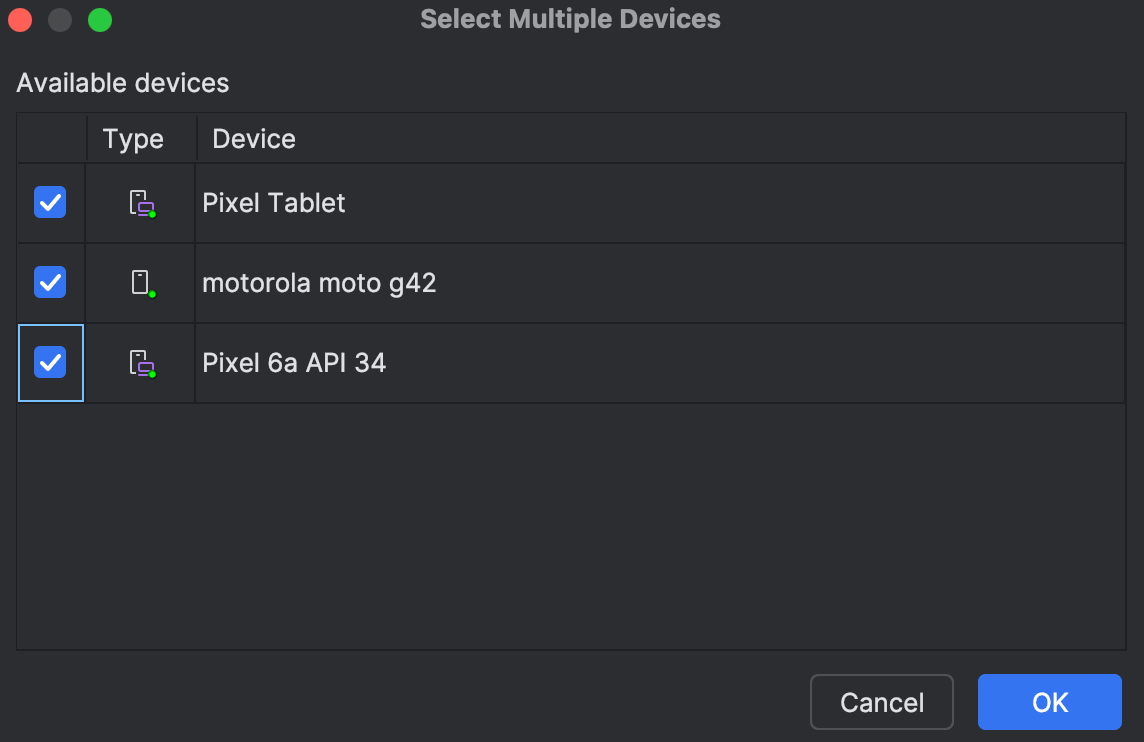 Select Multiple Devices
Available devices
Type Device
Pixel Tablet
motorola moto g42
Pixel 6a API 34
Cancel OK